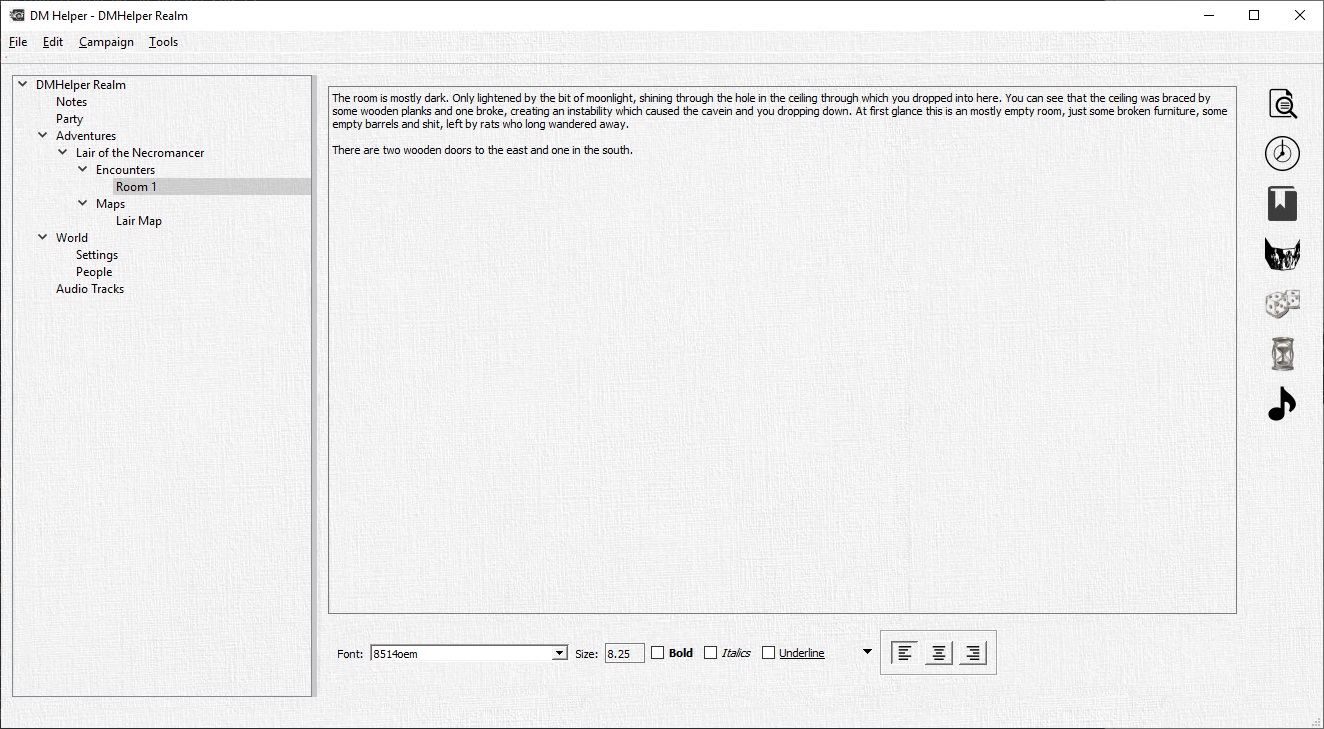 DM Helper - DMHelper Realm
File Edit Campaign Tools
DMHelper Realm
Notes
Party
Adventures
Lair of the Necromancer
Encounters
Room 1
Maps
Lair Map
World
Settings
People
Audio Tracks
The room is mostly dark. Only lightened by the bit of moonlight, shining through the hole in the ceiling through which you dropped into here. You can see that the ceiling was braced by
some wooden planks and one broke, creating an instability which caused the cavein and you dropping down. At first glance this is an mostly empty room, just some broken furniture, some
empty barrels and shit, left by rats who long wandered away.
There are two wooden doors to the east and one in the south.
Font: 8514oem Size: 8.25 Bold Italics Underline